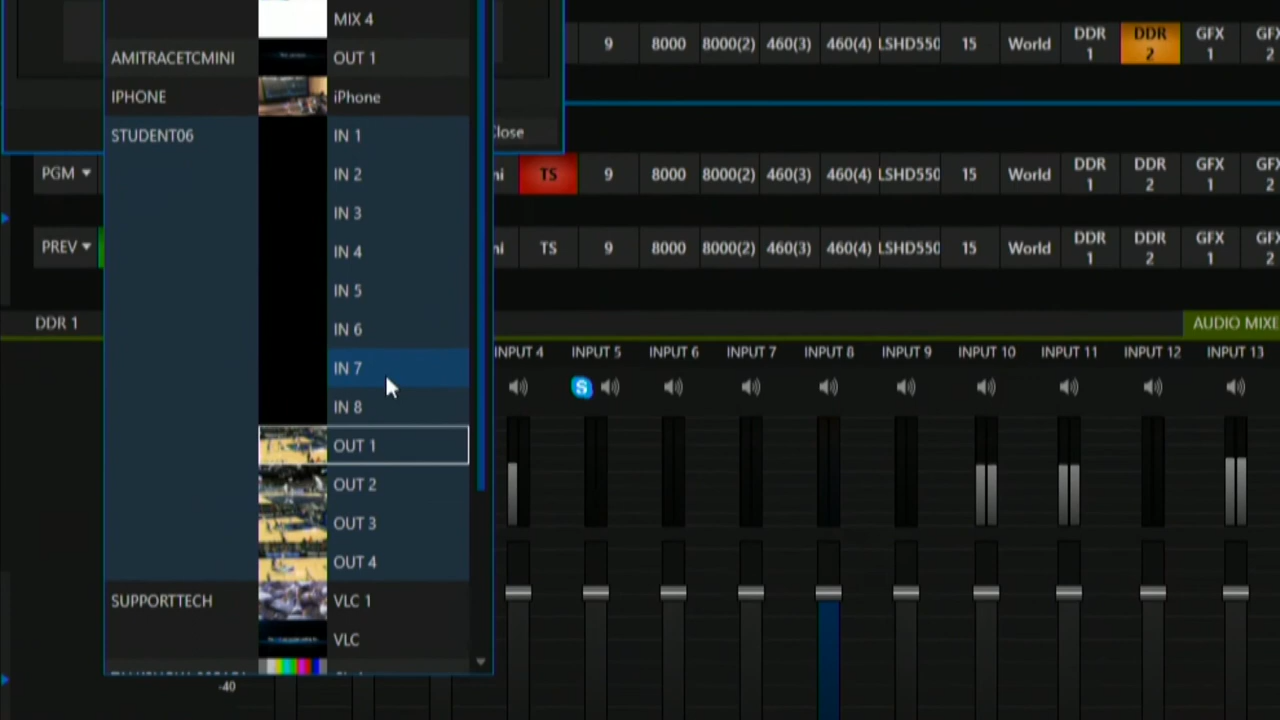 MIX 4
9 8000 8000(2) 460(3) 460(4) LSHD550 15 World DDR 1 DDR 2 GFX 1 GFX 2
AMITRACETCMINI OUT 1
IPHONE iPhone
STUDENT06 IN 1
Close
IN 2
PGM TS 9 8000 8000(2) 460(3) 460(4) LSHD550 15 World DDR 1 DDR 2 GFX 1 GFX 2
IN 3
PREV TS 9 8000 8000(2) 460(3) 460(4) LSHD550 15 World DDR 1 DDR 2 GFX 1 GFX 2
IN 4
IN 5
DDR 1 AUDIO MIXE
IN 6
INPUT 4 INPUT 5 INPUT 6 INPUT 7 INPUT 8 INPUT 9 INPUT 10 INPUT 11 INPUT 12 INPUT 13
IN 7
S
IN 8
OUT 1
OUT 2
OUT 3
OUT 4
SUPPORTTECH VLC 1
VLC
-40